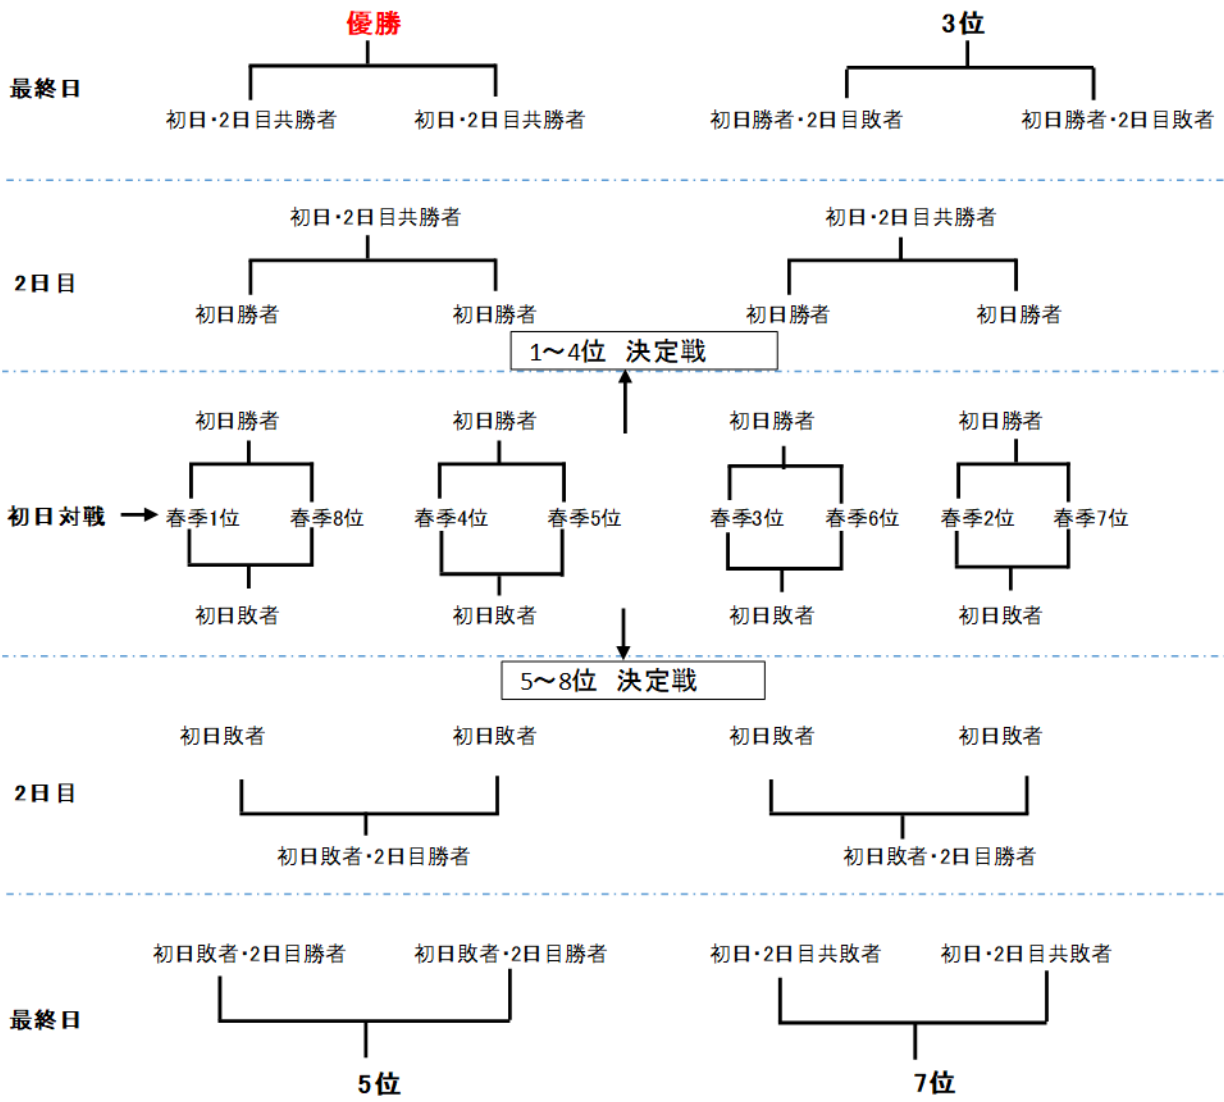 優勝
3位
最終日
初日・2日目共勝者 初日・2日目共勝者 初日勝者・2日目敗者 初日勝者・2日目敗者
初日・2日目共勝者 初日・2日目共勝者
2日目
初日勝者 初日勝者 初日勝者 初日勝者
1～4位 決定戦
初日勝者 初日勝者 初日勝者 初日勝者
初日対戦 春季1位 春季8位 春季4位 春季5位 春季3位 春季6位 春季2位 春季7位
初日敗者 初日敗者 初日敗者 初日敗者
5～8位 決定戦
初日敗者 初日敗者 初日敗者 初日敗者
2日目
初日敗者・2日目勝者 初日敗者・2日目勝者
初日敗者・2日目勝者 初日敗者・2日目勝者 初日・2日目共敗者 初日・2日目共敗者
最終日
5位 7位